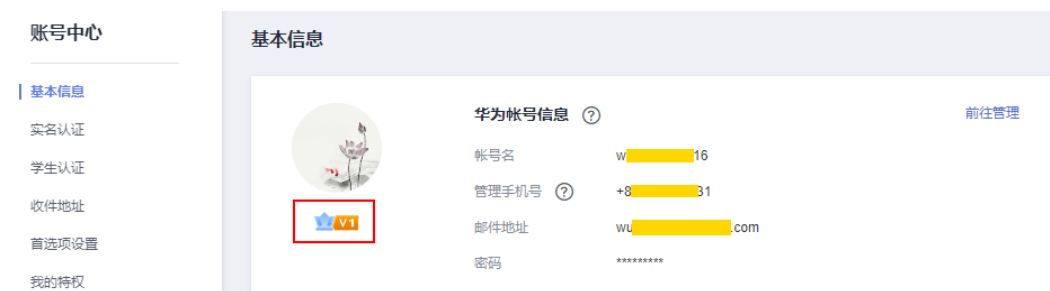 账号中心
基本信息
实名认证
学生认证
收件地址
首选项设置
我的特权
基本信息
V1
华为帐号信息 ?
前往管理
帐号名 w 16
管理手机号 ? +8 31
邮件地址 wu .com
密码 *********